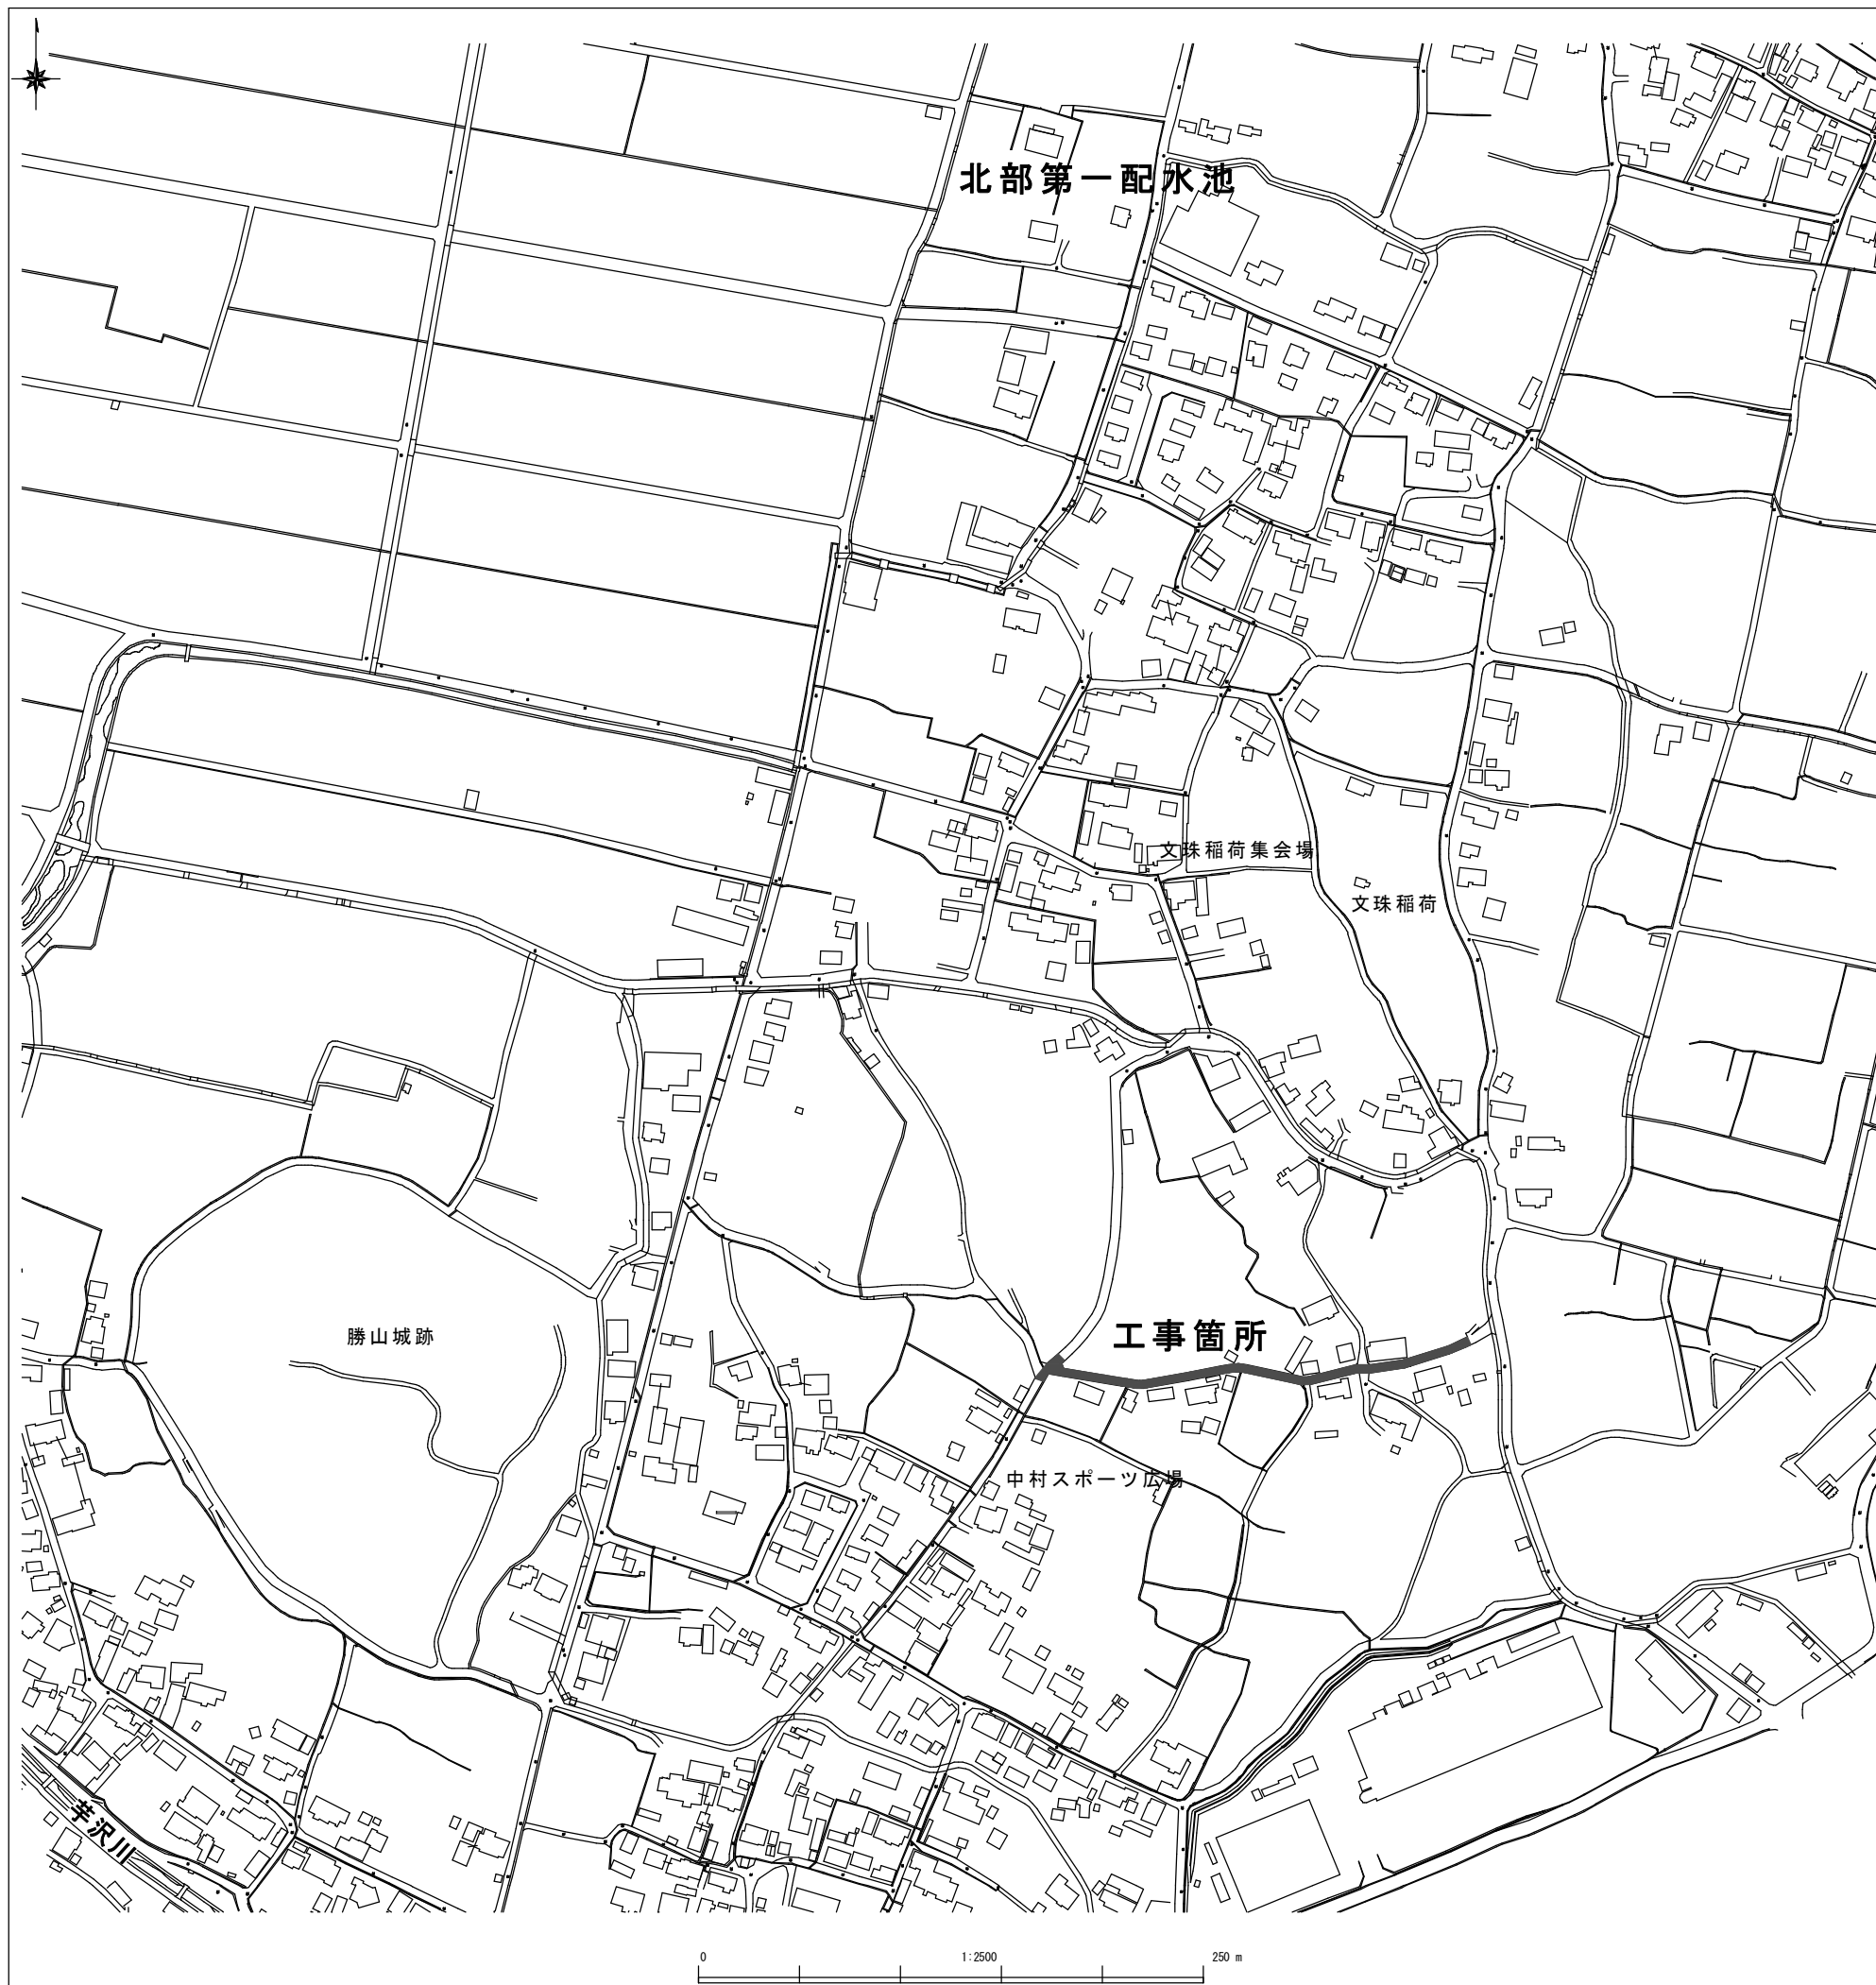 北部第一配水池
文珠稲荷集会場
文珠稲荷
工事箇所
勝山城跡
中村スポーツ広場
芋沢川
0 1:2500 250 m